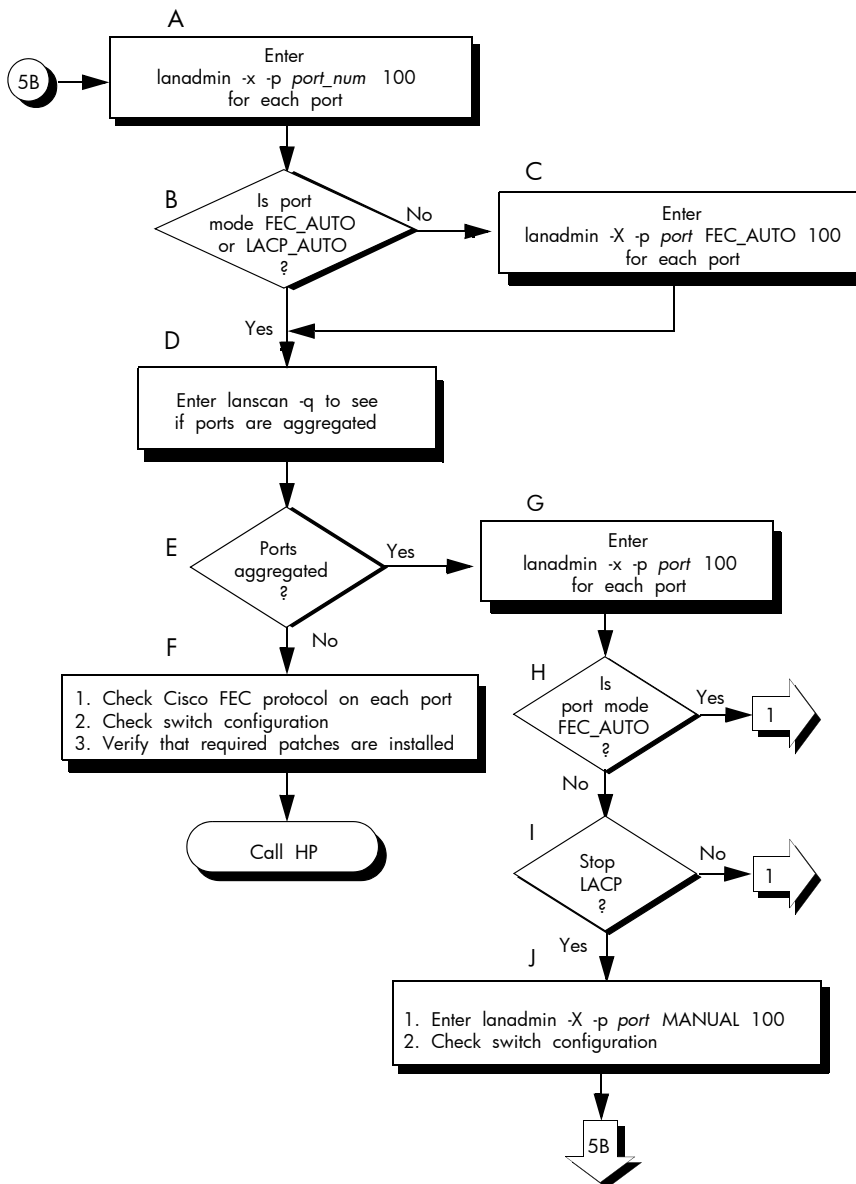 A
5B
Enter
lanadmin -x -p port_num 100
for each port
B
Is port
mode FEC_AUTO
or LACP_AUTO
?
No
C
Enter
lanadmin -X -p port FEC_AUTO 100
for each port
Yes
D
Enter lanscan -q to see
if ports are aggregated
E
Ports
aggregated
?
Yes
No
G
Enter
lanadmin -x -p port 100
for each port
F
1. Check Cisco FEC protocol on each port
2. Check switch configuration
3. Verify that required patches are installed
Call HP
H
Is
port mode
FEC_AUTO
?
Yes
1
No
I
Stop
LACP
?
No
1
Yes
J
1. Enter lanadmin -X -p port MANUAL 100
2. Check switch configuration
5B